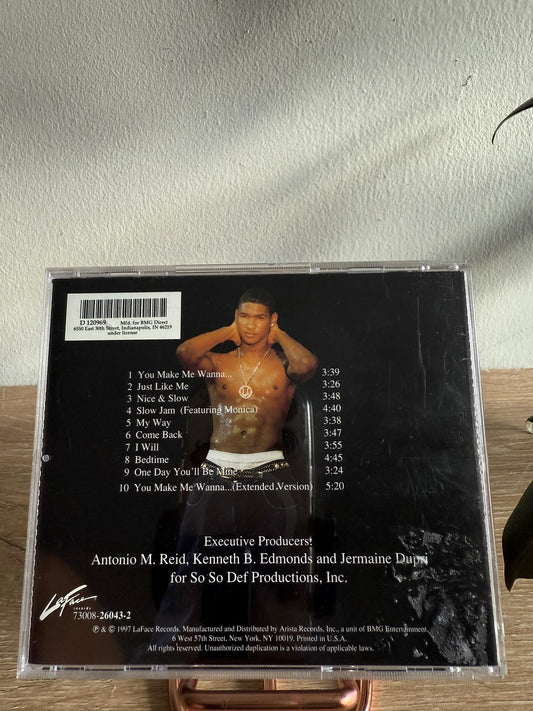 D 120969 Mfd. for BMG Direct
6550 East 30th Street, Indianapolis, IN 46219
under license
1 You Make Me Wanna... 3:39
2 Just Like Me 3:26
3 Nice & Slow 3:48
4 Slow Jam (Featuring Monica) 4:40
5 My Way 3:38
6 Come Back 3:47
7 I Will 3:55
8 Bedtime 4:45
9 One Day You'll Be Mine 3:24
10 You Make Me Wanna...(Extended Version) 5:20
Executive Producers:
Antonio M. Reid, Kenneth B. Edmonds and Jermaine Dupri
for So So Def Productions, Inc.
LaFace
records
73008-26043-2
℗ & © 1997 LaFace Records. Manufactured and Distributed by Arista Records, Inc., a unit of BMG Entertainment.
6 West 57th Street, New York, NY 10019. Printed in U.S.A.
All rights reserved. Unauthorized duplication is a violation of applicable laws.